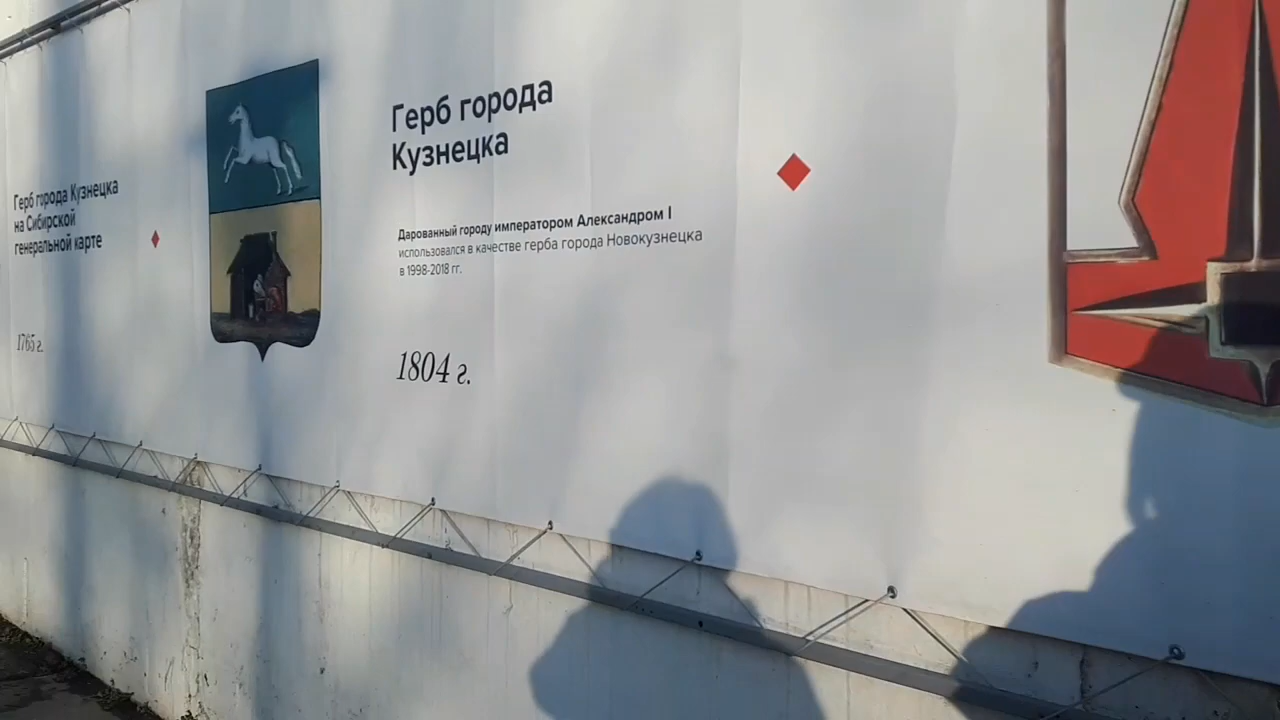 Герб города Кузнецка
на Сибирской
генеральной карте
1765 г.
Герб города
Кузнецка
Дарованный городу императором Александром I
использовался в качестве герба города Новокузнецка
в 1998-2018 гг.
1804 г.